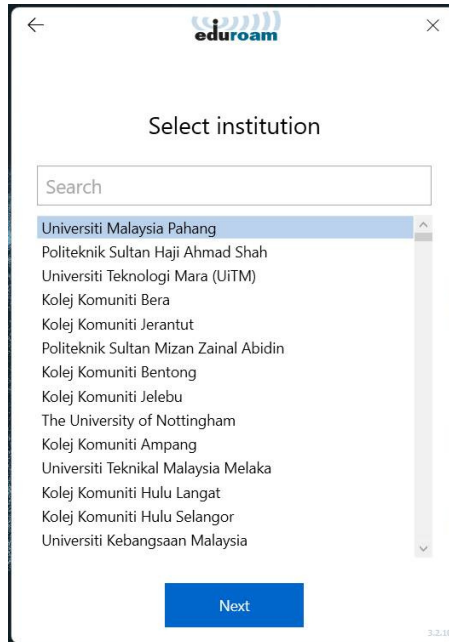 eduroam
Select institution
Search
Universiti Malaysia Pahang
Politeknik Sultan Haji Ahmad Shah
Universiti Teknologi Mara (UiTM)
Kolej Komuniti Bera
Kolej Komuniti Jerantut
Politeknik Sultan Mizan Zainal Abidin
Kolej Komuniti Bentong
Kolej Komuniti Jelebu
The University of Nottingham
Kolej Komuniti Ampang
Universiti Teknikal Malaysia Melaka
Kolej Komuniti Hulu Langat
Kolej Komuniti Hulu Selangor
Universiti Kebangsaan Malaysia
Next